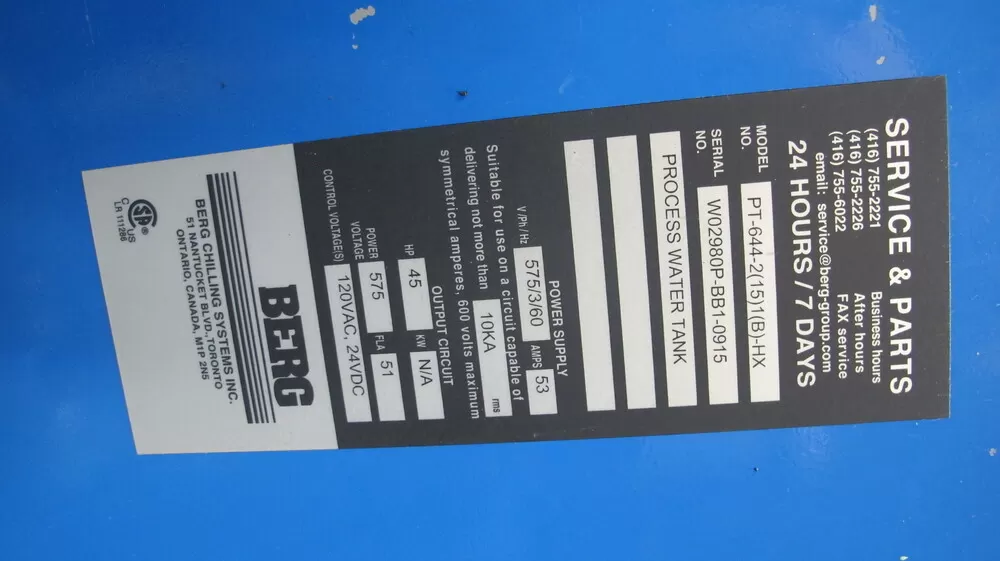 SERVICE & PARTS
(416) 755-2221 Business hours
(416) 755-2226 After hours
(416) 755-6022 FAX service
email: service@berg-group.com
24 HOURS / 7 DAYS
MODEL NO. PT-644-2(15)1(B)-HX
SERIAL NO. W02980P-BB1-0915
PROCESS WATER TANK
POWER SUPPLY
V/Ph/Hz 575/3/60 AMPS 53
Suitable for use on a circuit capable of
delivering not more than 10KA rms
symmetrical amperes, 600 volts maximum
OUTPUT CIRCUIT
HP 45 KW N/A
POWER VOLTAGE 575 FLA 51
CONTROL VOLTAGE(S) 120VAC, 24VDC
BERG
BERG CHILLING SYSTEMS INC.
51 NANTUCKET BLVD., TORONTO
ONTARIO, CANADA, M1P 2N5
SA ®
C US
LR 111286